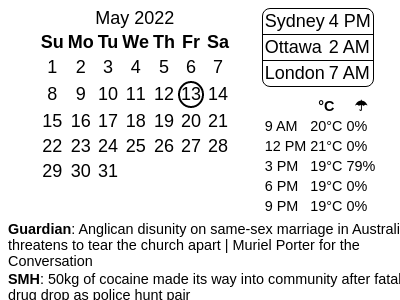 May 2022
Su Mo Tu We Th Fr Sa
1 2 3 4 5 6 7
8 9 10 11 12 13 14
15 16 17 18 19 20 21
22 23 24 25 26 27 28
29 30 31
Sydney 4 PM
Ottawa 2 AM
London 7 AM
°C ☂
9 AM 20°C 0%
12 PM 21°C 0%
3 PM 19°C 79%
6 PM 19°C 0%
9 PM 19°C 0%
Guardian: Anglican disunity on same-sex marriage in Australi
threatens to tear the church apart | Muriel Porter for the
Conversation
SMH: 50kg of cocaine made its way into community after fatal
drug drop as police hunt pair